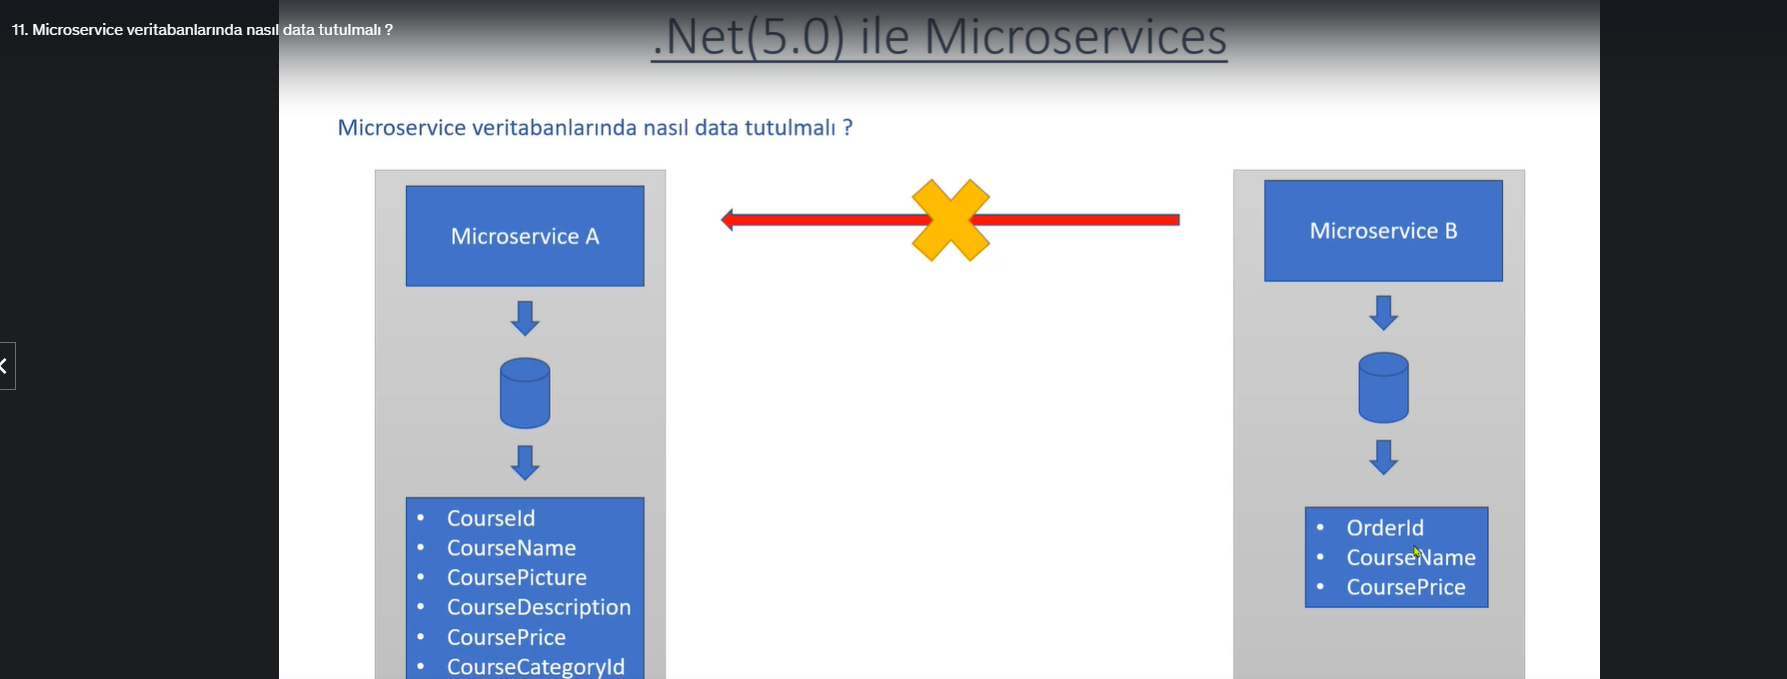 11. Microservice veritabanlarında nasıl data tutulmalı ?
.Net(5.0) ile Microservices
Microservice veritabanlarında nasıl data tutulmalı ?
Microservice A
• CourseId
• CourseName
• CoursePicture
• CourseDescription
• CoursePrice
• CourseCategoryId
Microservice B
• OrderId
• CourseName
• CoursePrice